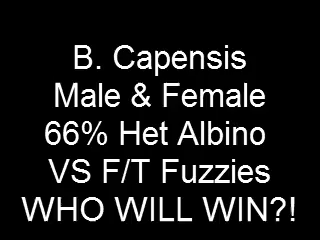 B. Capensis
Male & Female
66% Het Albino
VS F/T Fuzzies
WHO WILL WIN?!